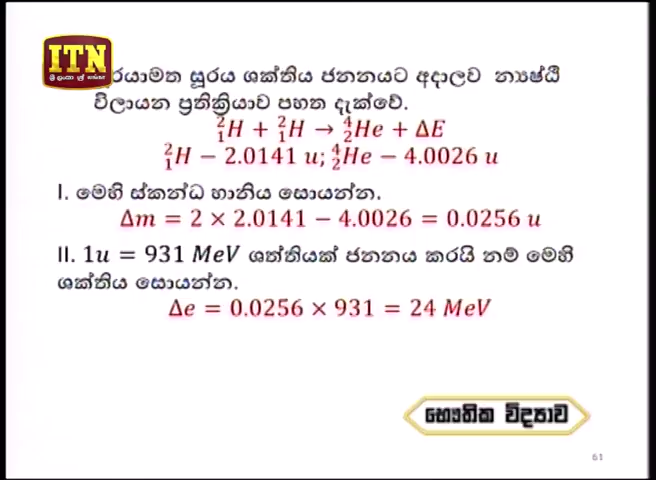 ITN
ශ්‍රී ලංකා ලිත් සංස්ථා
සූරයාමත සූරය ශක්තිය ජනනයට අදාලව න්‍යෂ්ඨි
විලායන ප්‍රතික්‍රියාව පහත දැක්වේ.
²₁H + ²₁H → ⁴₂He + ΔE
²₁H − 2.0141 u; ⁴₂He − 4.0026 u
I. මෙහි ස්කන්ධ හානිය සොයන්න.
Δm = 2 × 2.0141 − 4.0026 = 0.0256 u
II. 1u = 931 MeV ශත්තියක් ජනනය කරයි නම් මෙහි
ශක්තිය සොයන්න.
Δe = 0.0256 × 931 = 24 MeV
භෞතික විද්‍යාව
61